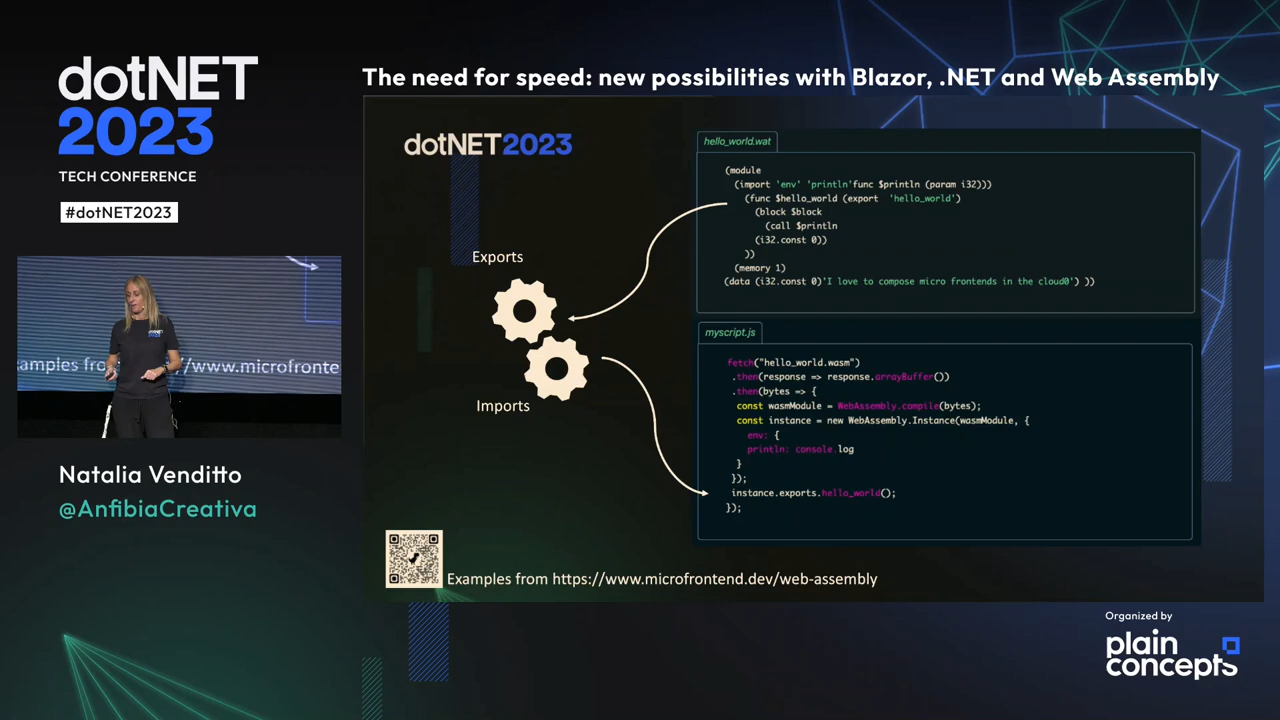 dotNET
2023
TECH CONFERENCE
#dotNET2023
The need for speed: new possibilities with Blazor, .NET and Web Assembly
dotNET2023
Exports
Imports
hello_world.wat
(module
(import 'env' 'println'func $println (param i32)))
(func $hello_world (export 'hello_world')
(block $block
(call $println
(i32.const 0))
))
(memory 1)
(data (i32.const 0)'I love to compose micro frontends in the cloud0') ))
myscript.js
fetch("hello_world.wasm")
.then(response => response.arrayBuffer())
.then(bytes => {
const wasmModule = WebAssembly.compile(bytes);
const instance = new WebAssembly.Instance(wasmModule, {
env: {
println: console.log
}
});
instance.exports.hello_world();
});
Examples from https://www.microfrontend.dev/web-assembly
amples fro
//www.microfronte
NET
Natalia Venditto
@AnfibiaCreativa
Organized by
plain
concepts